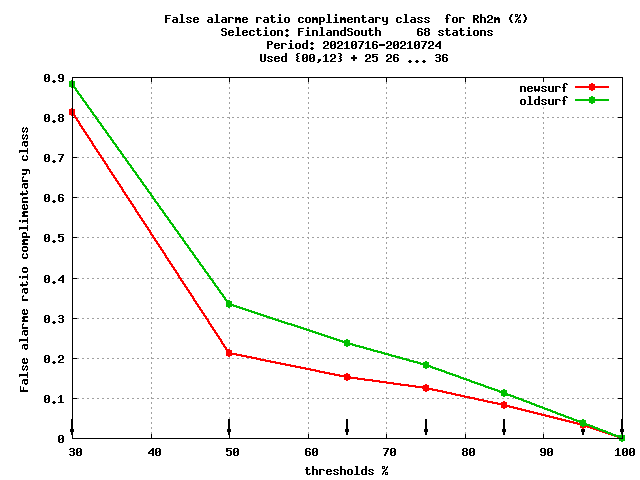 False alarme ratio complimentary class  for Rh2m (%)
Selection: FinlandSouth     68 stations
Period: 20210716-20210724
Used {00,12} + 25 26 ... 36
newsurf
oldsurf
False alarme ratio complimentary class
0.9
0.8
0.7
0.6
0.5
0.4
0.3
0.2
0.1
0
30 40 50 60 70 80 90 100
thresholds %